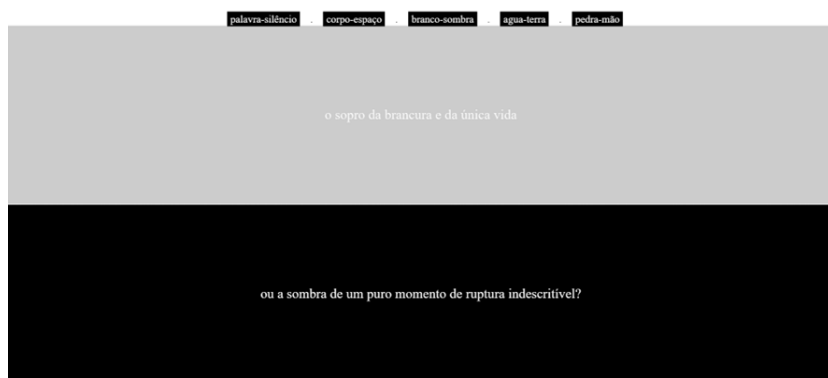 palavra-silêncio . corpo-espaço . branco-sombra . agua-terra . pedra-mão
o sopro da brancura e da única vida
ou a sombra de um puro momento de ruptura indescritível?